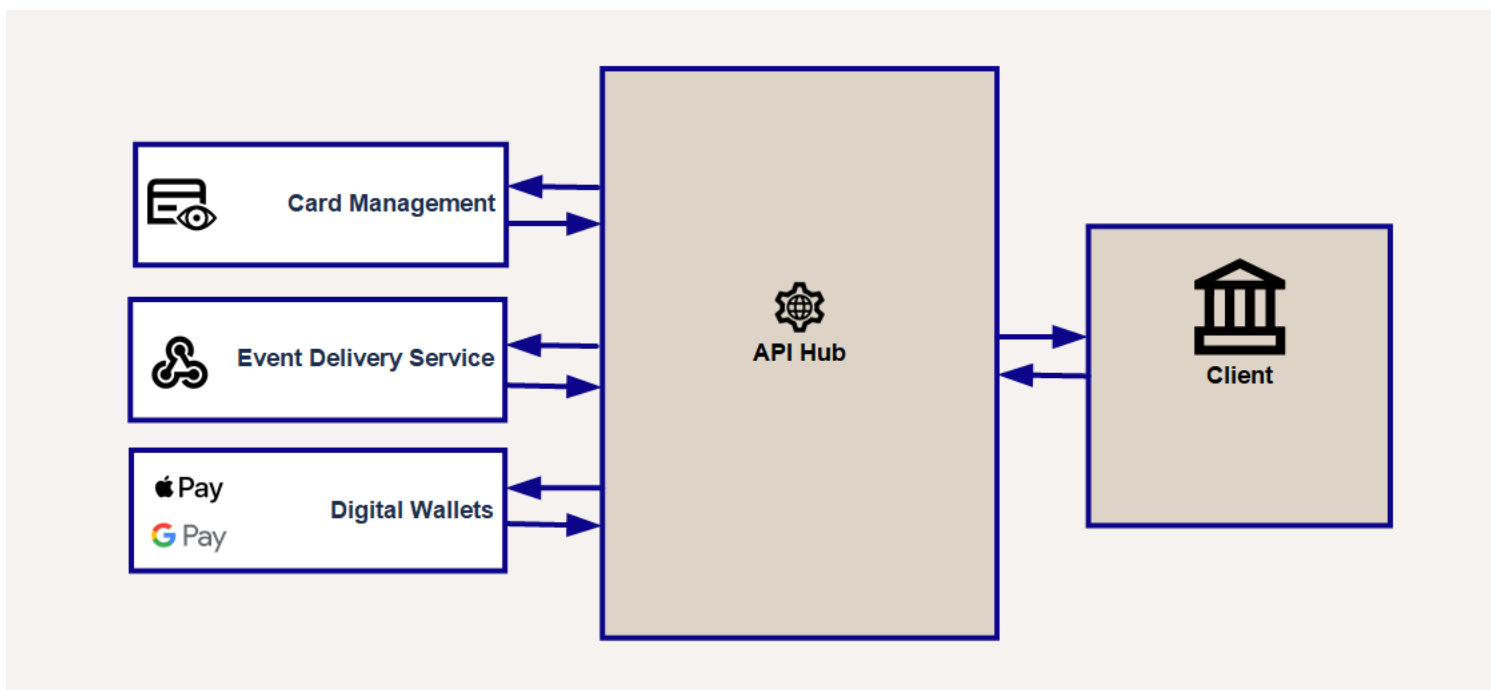 Card Management
Event Delivery Service
Pay
G Pay
Digital Wallets
API Hub
Client